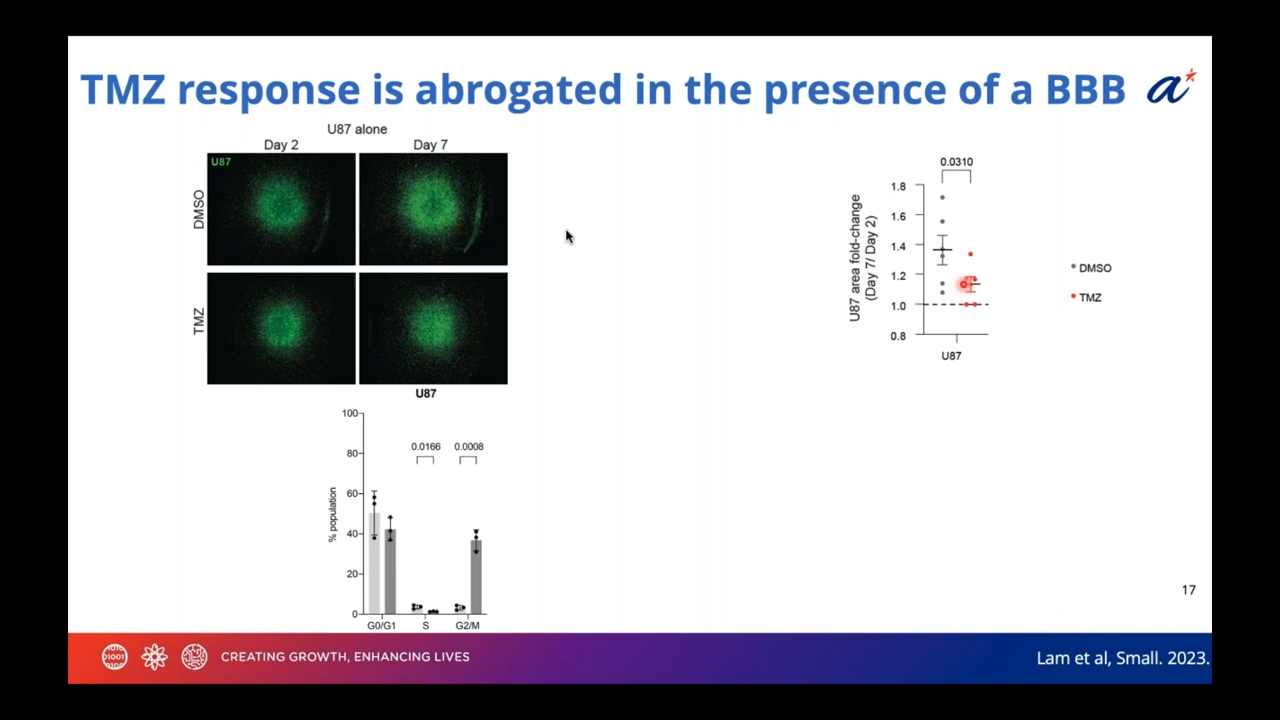 TMZ response is abrogated in the presence of a BBB
a*
U87 alone
Day 2
Day 7
U87
DMSO
TMZ
U87
100
80
60
40
20
0
% population
0.0166
0.0008
G0/G1
S
G2/M
0.0310
U87 area fold-change
(Day 7/ Day 2)
1.8
1.6
1.4
1.2
1.0
0.8
U87
DMSO
TMZ
17
CREATING GROWTH, ENHANCING LIVES
Lam et al, Small. 2023.